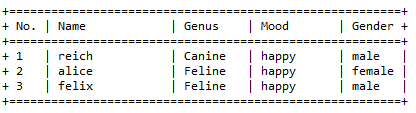 +========================================================+
+ No. | Name            | Genus    | Mood         | Gender +
+========================================================+
+ 1   | reich           | Canine   | happy        | male   |
+ 2   | alice           | Feline   | happy        | female |
+ 3   | felix           | Feline   | happy        | male   |
+========================================================+